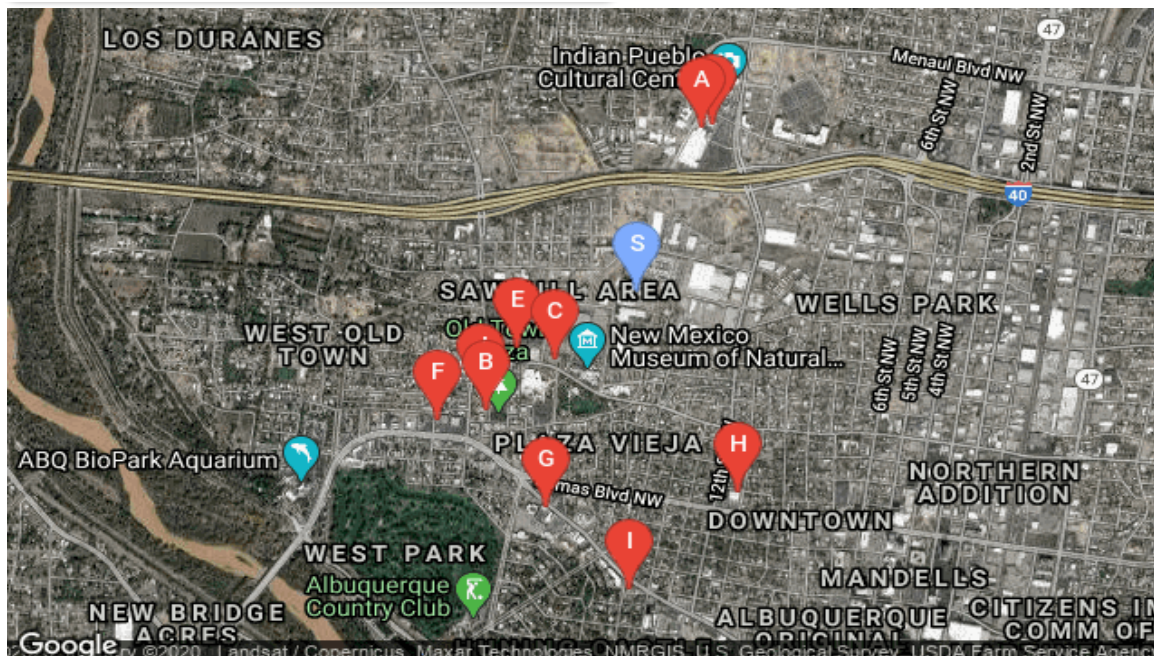 LOS DURANES
47
Indian Pueblo
Cultural Cen
A
Menaul Blvd NW
6th St NW
2nd St NW
40
S
SAWMILL AREA
E
C
WELLS PARK
WEST OLD
TOWN
Old Town
New Mexico
Museum of Natural...
B
F
6th St NW
5th St NW
4th St NW
47
PLAZA VIEJA
H
ABQ BioPark Aquarium
G
mas Blvd NW
12th
NORTHERN
ADDITION
DOWNTOWN
I
WEST PARK
Albuquerque
Country Club
MANDELLS
NEW BRIDGE
ACRES
ALBUQUERQUE
ORIGINAL
CITIZENS IM
COMM OF
Google
©2020 Landsat / Copernicus, Maxar Technologies, NMRGIS, U.S. Geological Survey, USDA Farm Service Agency